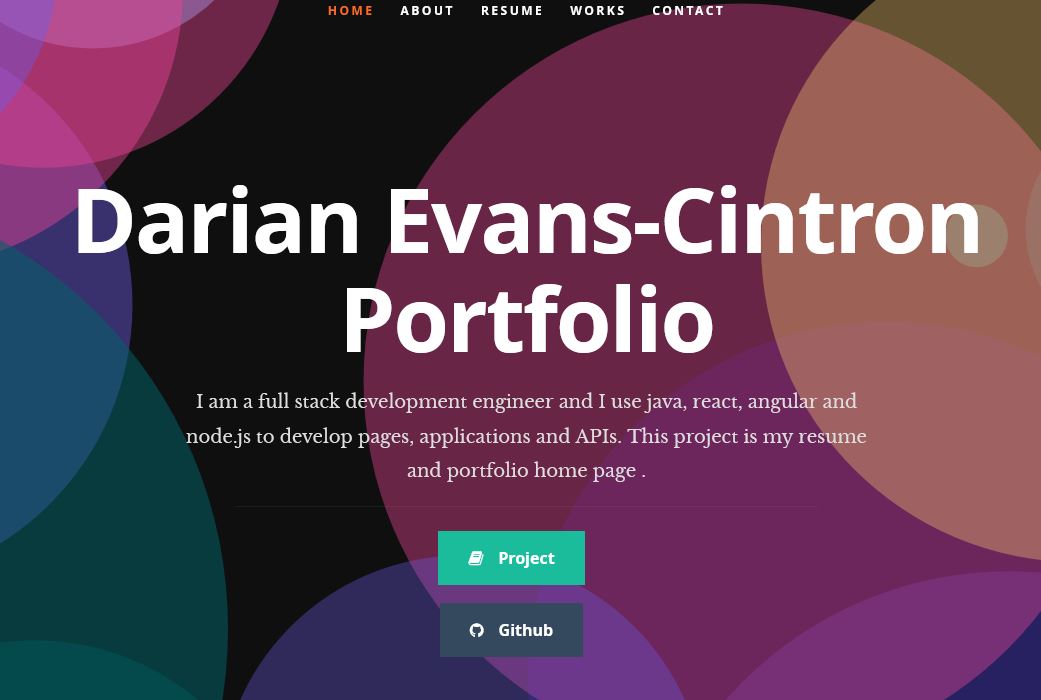 HOME ABOUT RESUME WORKS CONTACT
Darian Evans-Cintron
Portfolio
I am a full stack development engineer and I use java, react, angular and
node.js to develop pages, applications and APIs. This project is my resume
and portfolio home page .
Project
Github